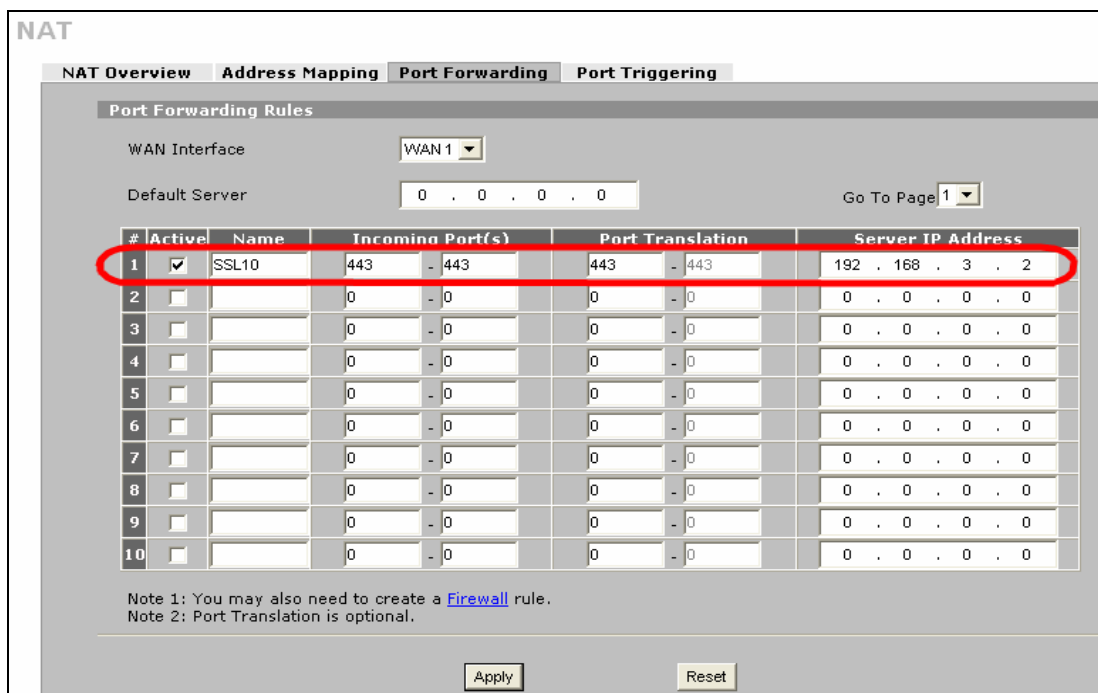 NAT
NAT Overview Address Mapping Port Forwarding Port Triggering
Port Forwarding Rules
WAN Interface WAN 1
Default Server 0 . 0 . 0 . 0 Go To Page 1
# Active Name Incoming Port(s) Port Translation Server IP Address
1 SSL10 443 - 443 443 - 443 192 . 168 . 3 . 2
2 0 - 0 0 - 0 0 . 0 . 0 . 0
3 0 - 0 0 - 0 0 . 0 . 0 . 0
4 0 - 0 0 - 0 0 . 0 . 0 . 0
5 0 - 0 0 - 0 0 . 0 . 0 . 0
6 0 - 0 0 - 0 0 . 0 . 0 . 0
7 0 - 0 0 - 0 0 . 0 . 0 . 0
8 0 - 0 0 - 0 0 . 0 . 0 . 0
9 0 - 0 0 - 0 0 . 0 . 0 . 0
10 0 - 0 0 - 0 0 . 0 . 0 . 0
Note 1: You may also need to create a Firewall rule.
Note 2: Port Translation is optional.
Apply Reset